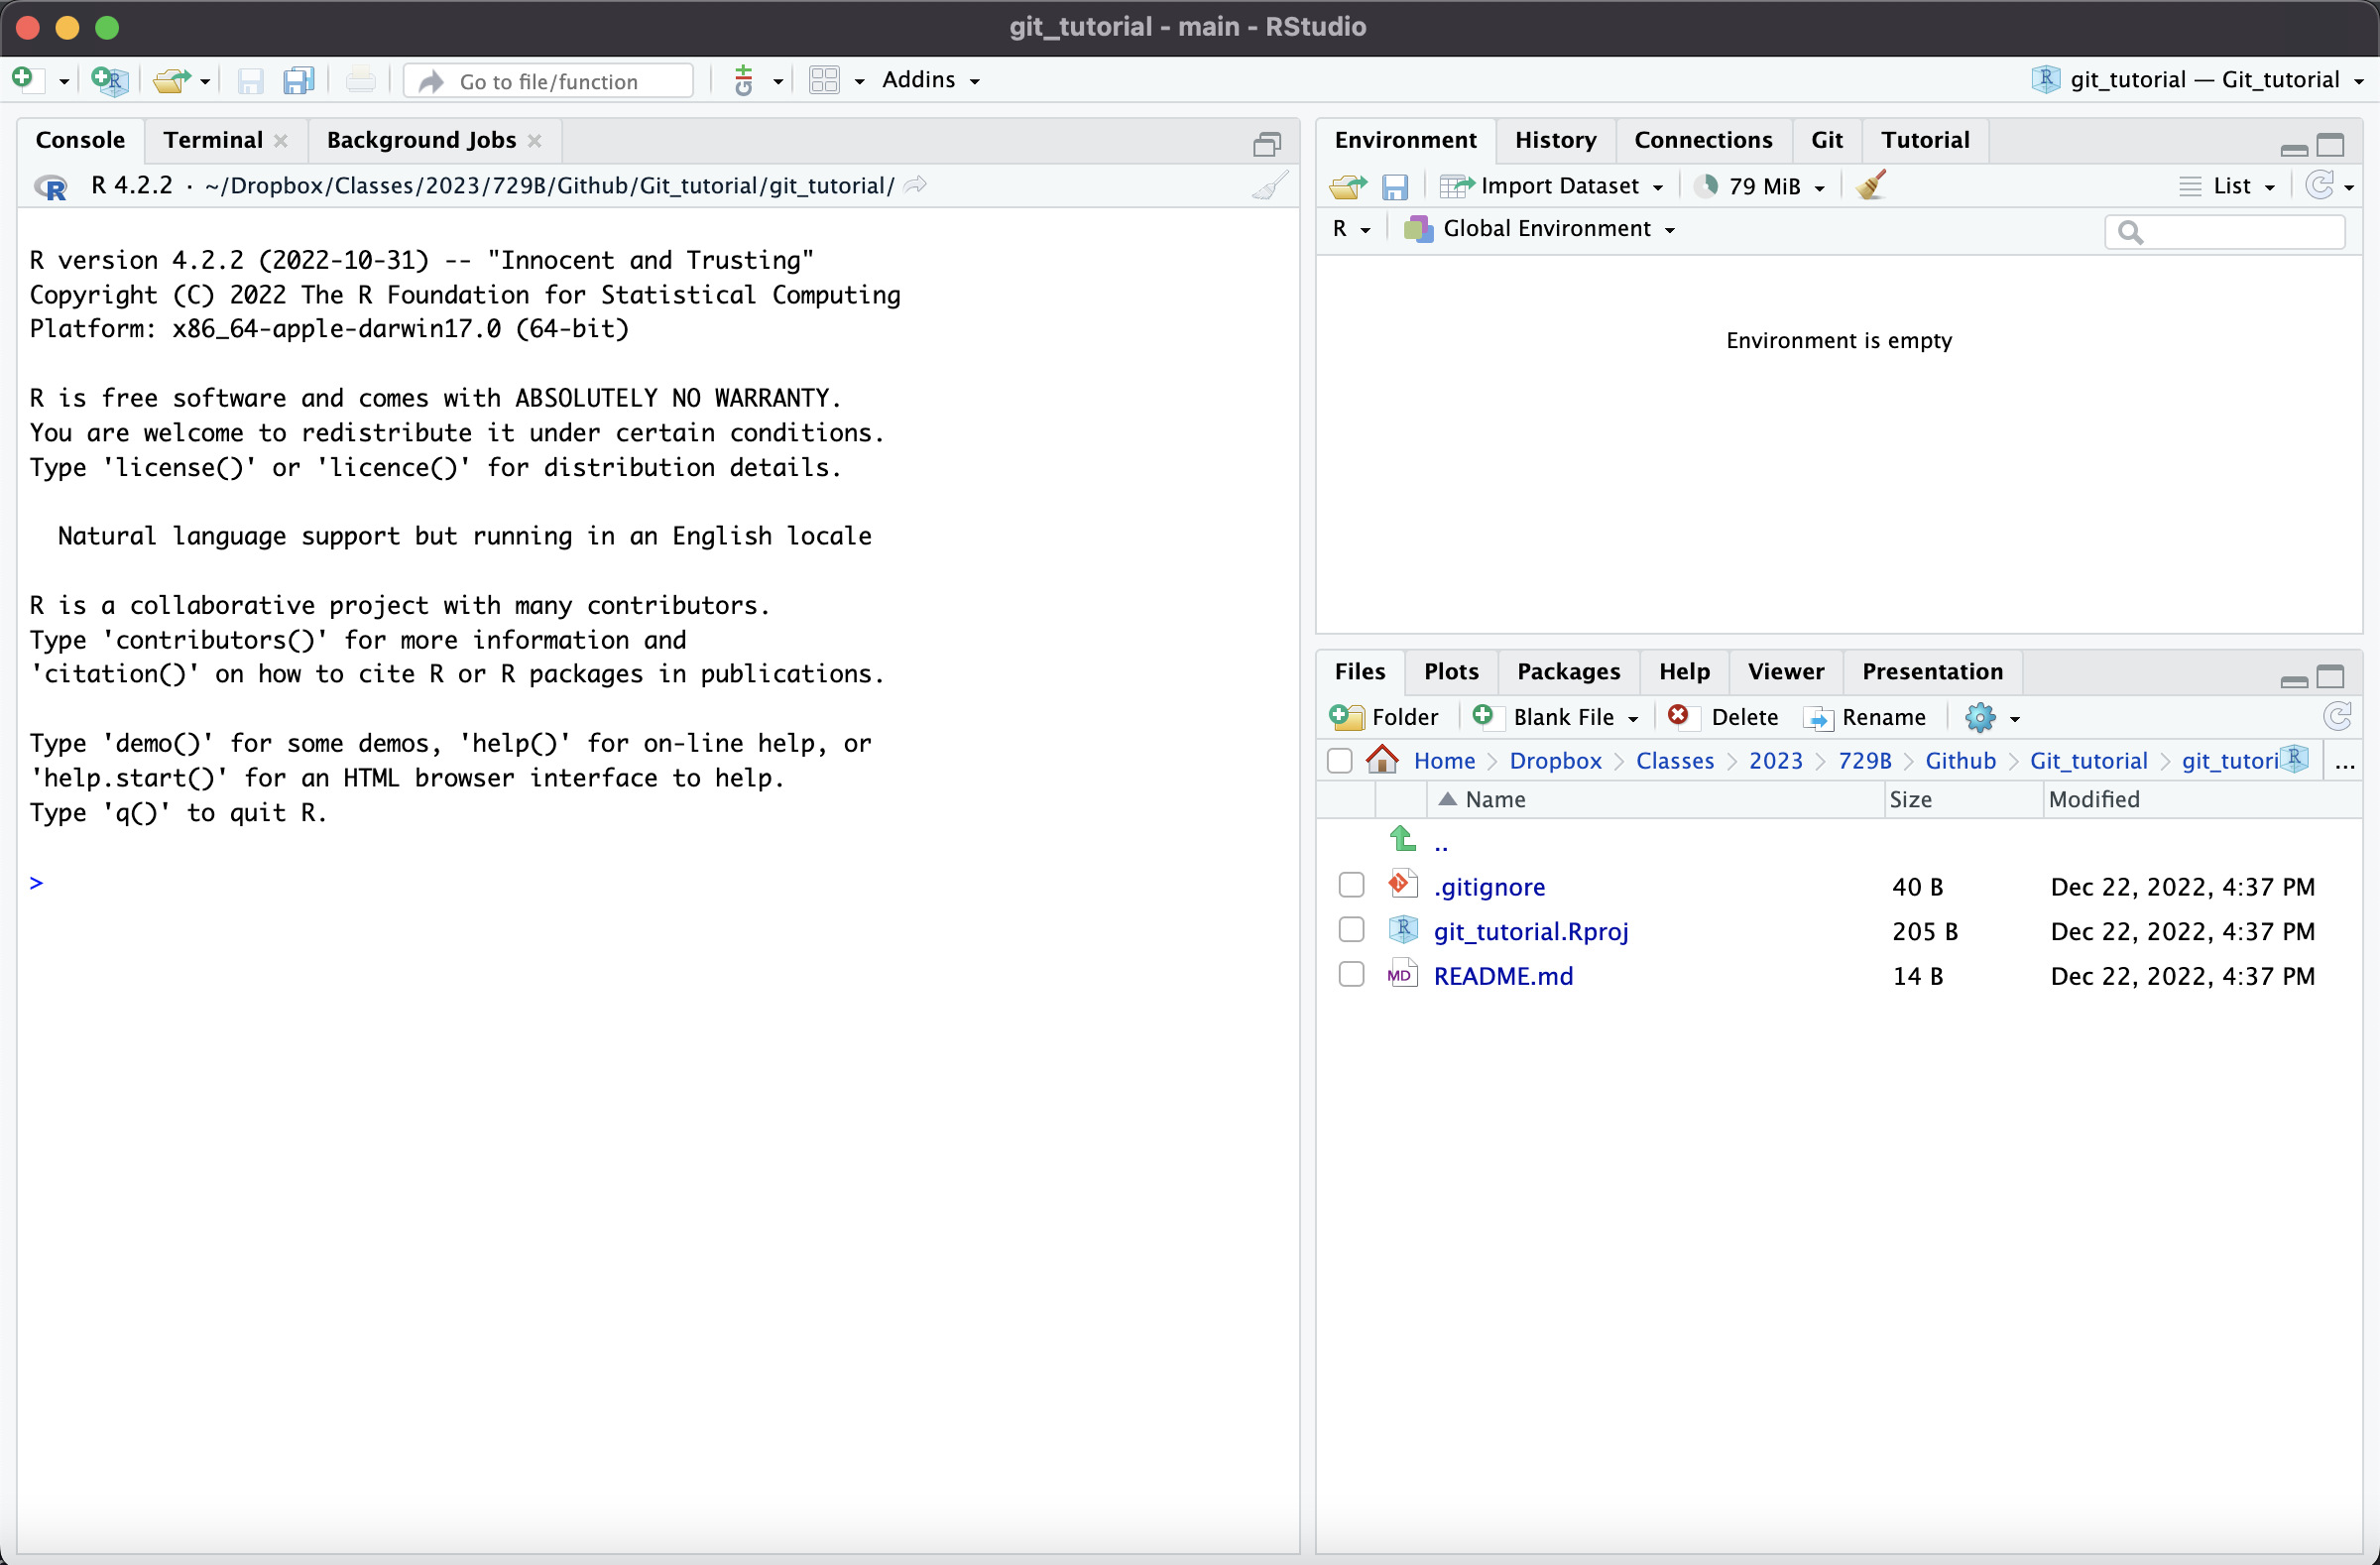 git_tutorial - main - RStudio
Go to file/function
Addins
git_tutorial — Git_tutorial
Console
Terminal
Background Jobs
R 4.2.2 · ~/Dropbox/Classes/2023/729B/Github/Git_tutorial/git_tutorial/
R version 4.2.2 (2022-10-31) -- "Innocent and Trusting"
Copyright (C) 2022 The R Foundation for Statistical Computing
Platform: x86_64-apple-darwin17.0 (64-bit)
R is free software and comes with ABSOLUTELY NO WARRANTY.
You are welcome to redistribute it under certain conditions.
Type 'license()' or 'licence()' for distribution details.
Natural language support but running in an English locale
R is a collaborative project with many contributors.
Type 'contributors()' for more information and
'citation()' on how to cite R or R packages in publications.
Type 'demo()' for some demos, 'help()' for on-line help, or
'help.start()' for an HTML browser interface to help.
Type 'q()' to quit R.
>
Environment
History
Connections
Git
Tutorial
Import Dataset
79 MiB
List
R
Global Environment
Environment is empty
Files
Plots
Packages
Help
Viewer
Presentation
Folder
Blank File
Delete
Rename
Home
Dropbox
Classes
2023
729B
Github
Git_tutorial
git_tutori
...
Name Size Modified
..
.gitignore 40 B Dec 22, 2022, 4:37 PM
git_tutorial.Rproj 205 B Dec 22, 2022, 4:37 PM
MD README.md 14 B Dec 22, 2022, 4:37 PM